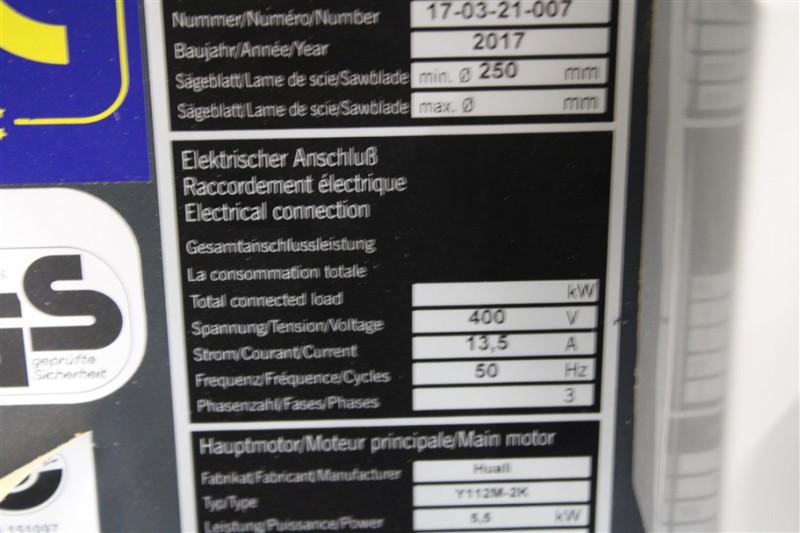 Nummer/Numéro/Number 17-03-21-007
Baujahr/Année/Year 2017
Sägeblatt/Lame de scie/Sawblade min. Ø 250 mm
Sägeblatt/Lame de scie/Sawblade max. Ø mm
Elektrischer Anschluß
Raccordement électrique
Electrical connection
Gesamtanschlussleistung
La consommation totale
Total connected load kW
Spannung/Tension/Voltage 400 V
Strom/Courant/Current 13,5 A
Frequenz/Fréquence/Cycles 50 Hz
Phasenzahl/Fases/Phases 3
Hauptmotor/Moteur principale/Main motor
Fabrikat/Fabricant/Manufacturer Huali
Typ/Type Y112M-2K
Leistung/Puissance/Power 5,5 kW
GS
geprüfte
Sicherheit